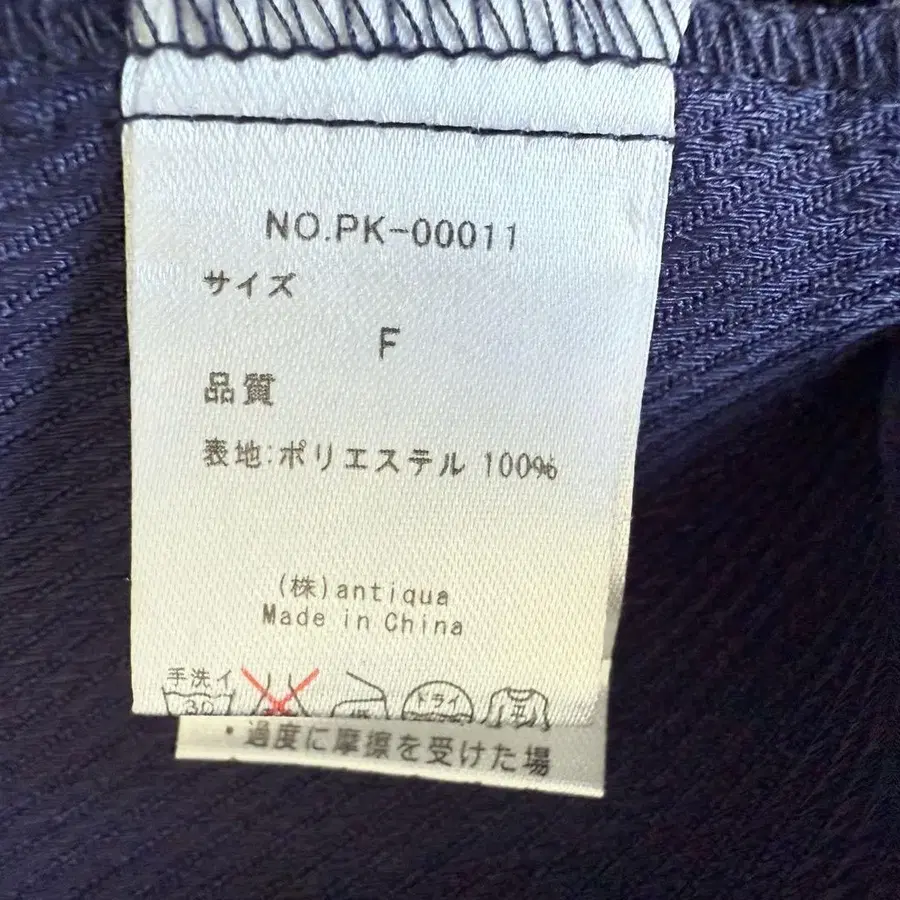 NO.PK-00011
サイズ
F
品質
表地:ポリエステル 100%
(株)antiqua
Made in China
手洗イ
30
ドライ
・過度に摩擦を受けた場